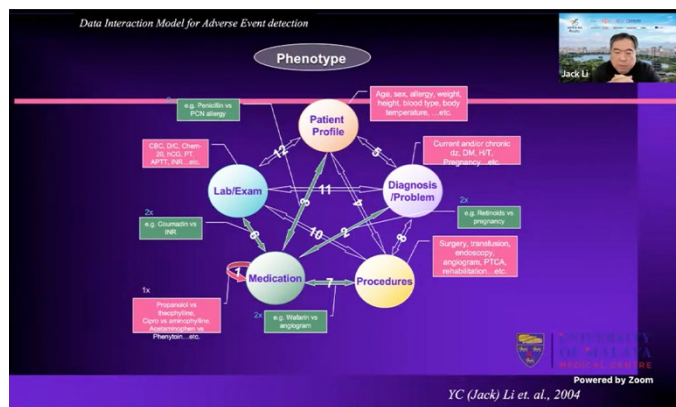 Data Interaction Model for Adverse Event detection
Jack Li
Phenotype
e.g. Penicillin vs
PCN allergy
Patient
Profile
Age, sex, allergy, weight,
height, blood type, body
temperature, …etc.
CBC, D/C, Chem-
20, hCG, PT,
APTT, INR…etc.
12
5
Current and/or chronic
dz, DM, H/T,
Pregnancy…etc.
Lab/Exam
11
Diagnosis
/Problem
3
4
2x
e.g. Coumadin vs
INR
2x
e.g. Retinoids vs
pregnancy
6
10
2
8
1
Medication
7
Procedures
Surgery, transfusion,
endoscopy,
angiogram, PTCA,
rehabilitation…etc.
1x
Propanolol vs
theophylline,
Cipro vs aminophylline,
Acetaminophen vs
Phenytoin…etc.
2x
e.g. Wafarin vs
angiogram
UNIVERSITY
OF MALAYA
MEDICAL CENTRE
Powered by Zoom
YC (Jack) Li et. al., 2004